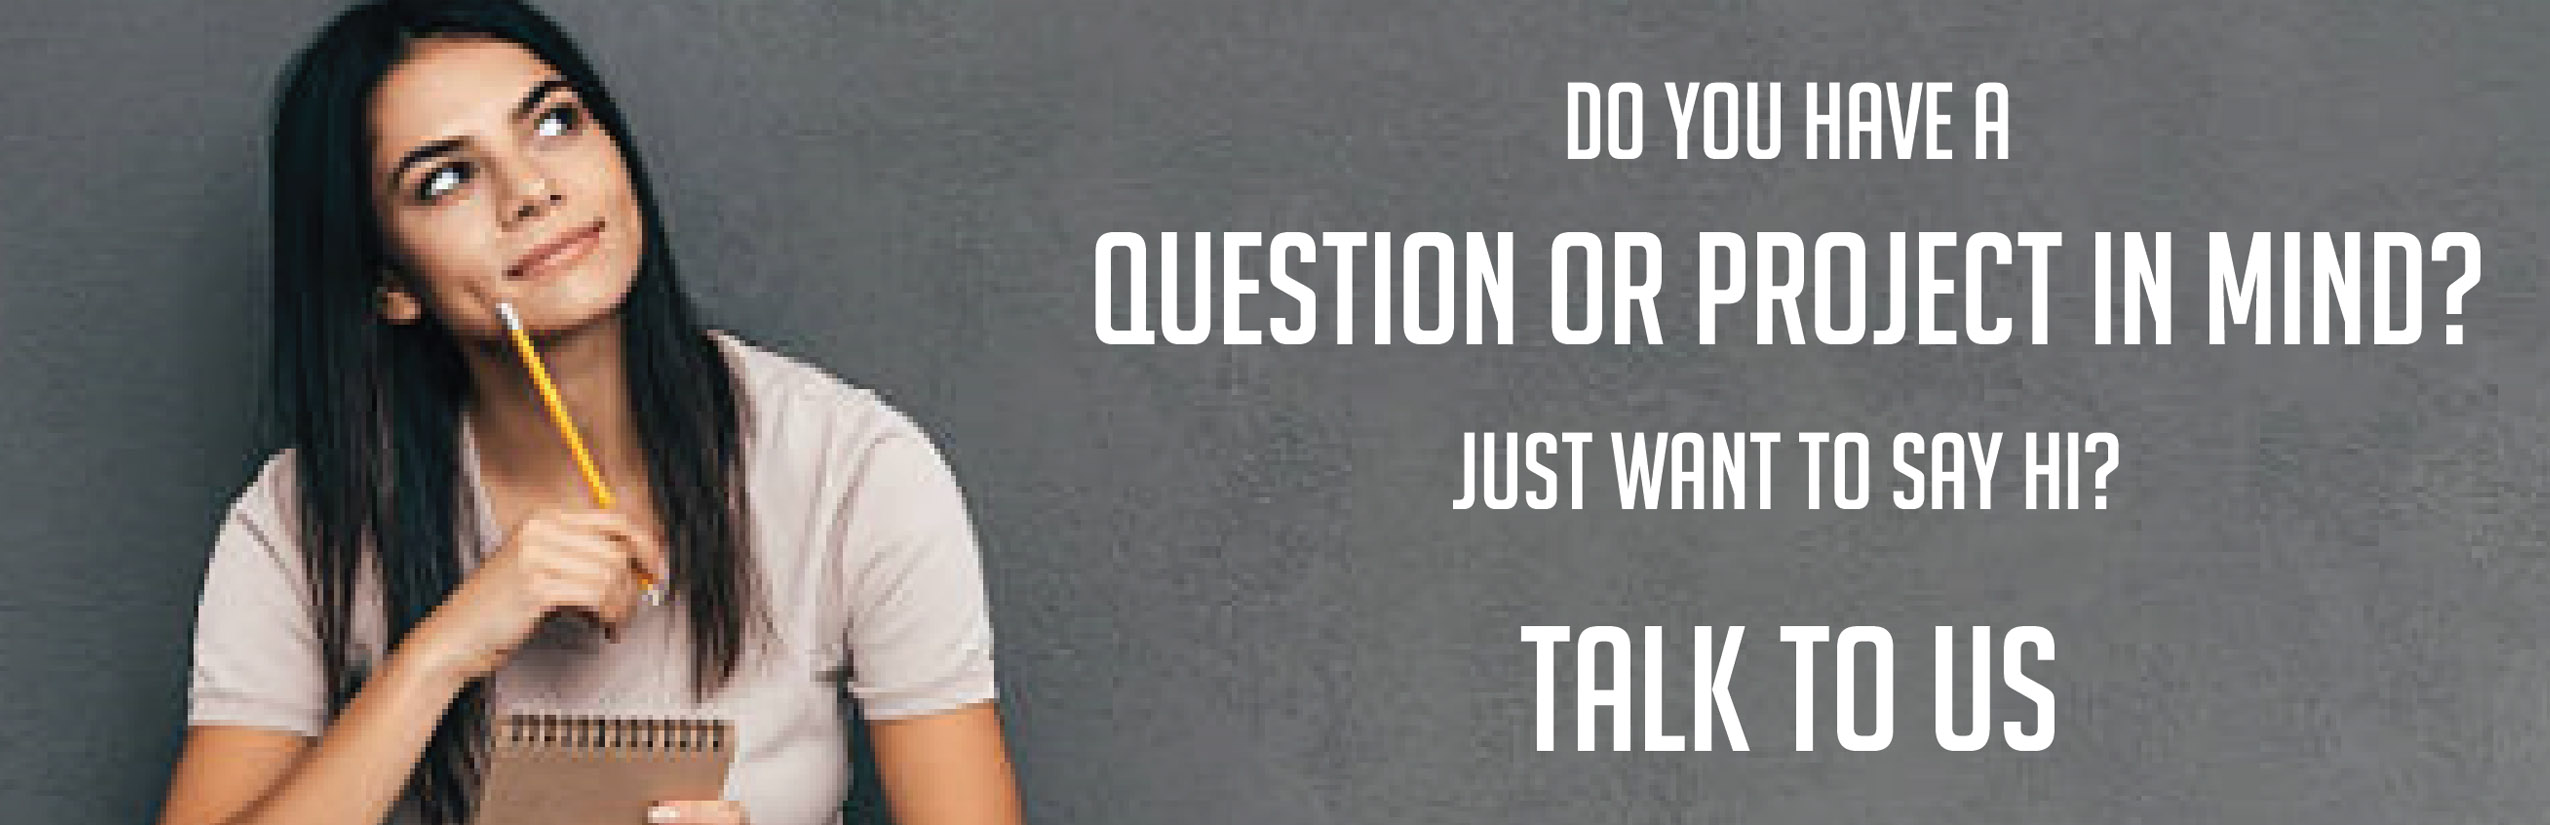 DO YOU HAVE A
QUESTION OR PROJECT IN MIND?
JUST WANT TO SAY HI?
TALK TO US